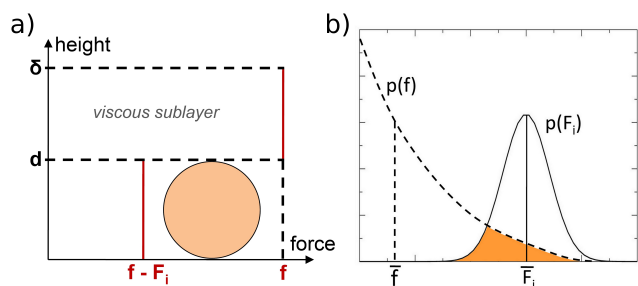 a)
height
δ
viscous sublayer
d
force
f - Fᵢ
f
b)
p(f)
p(Fᵢ)
f̅
F̅ᵢ